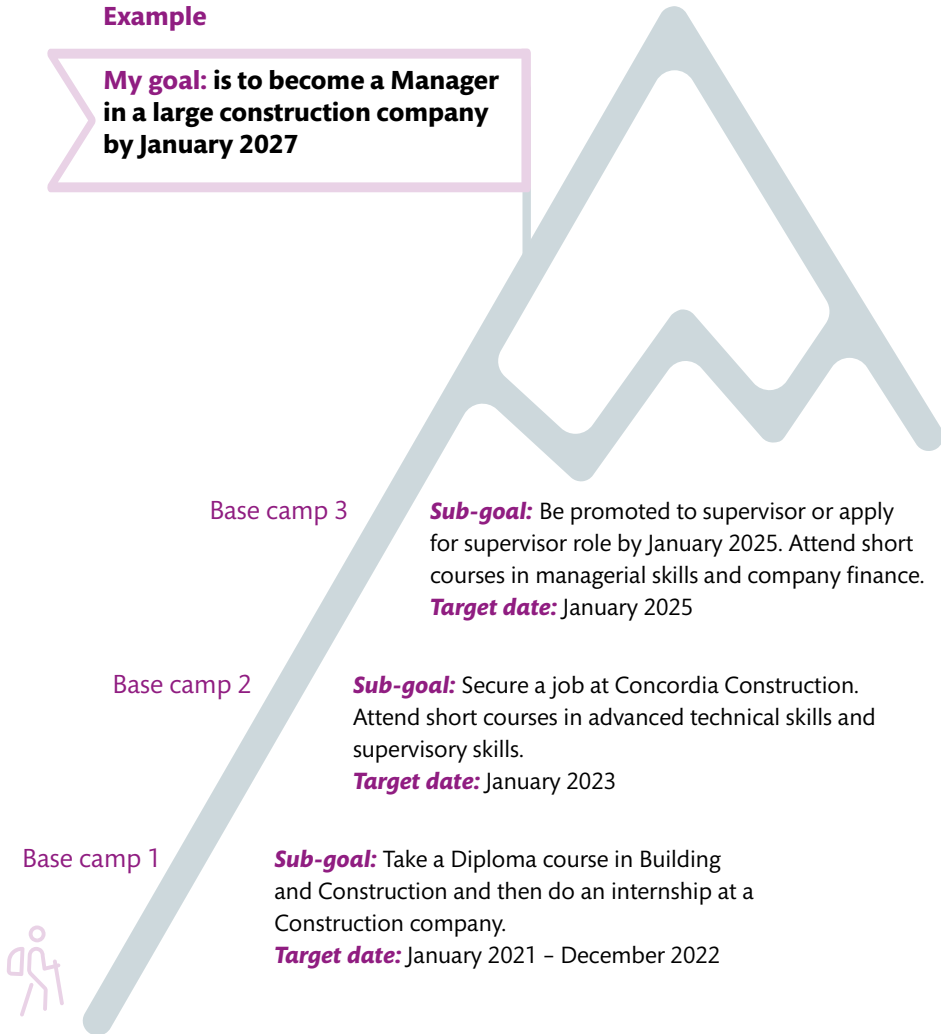 Example
My goal: is to become a Manager
in a large construction company
by January 2027
Base camp 3
Sub-goal: Be promoted to supervisor or apply
for supervisor role by January 2025. Attend short
courses in managerial skills and company finance.
Target date: January 2025
Base camp 2
Sub-goal: Secure a job at Concordia Construction.
Attend short courses in advanced technical skills and
supervisory skills.
Target date: January 2023
Base camp 1
Sub-goal: Take a Diploma course in Building
and Construction and then do an internship at a
Construction company.
Target date: January 2021 – December 2022